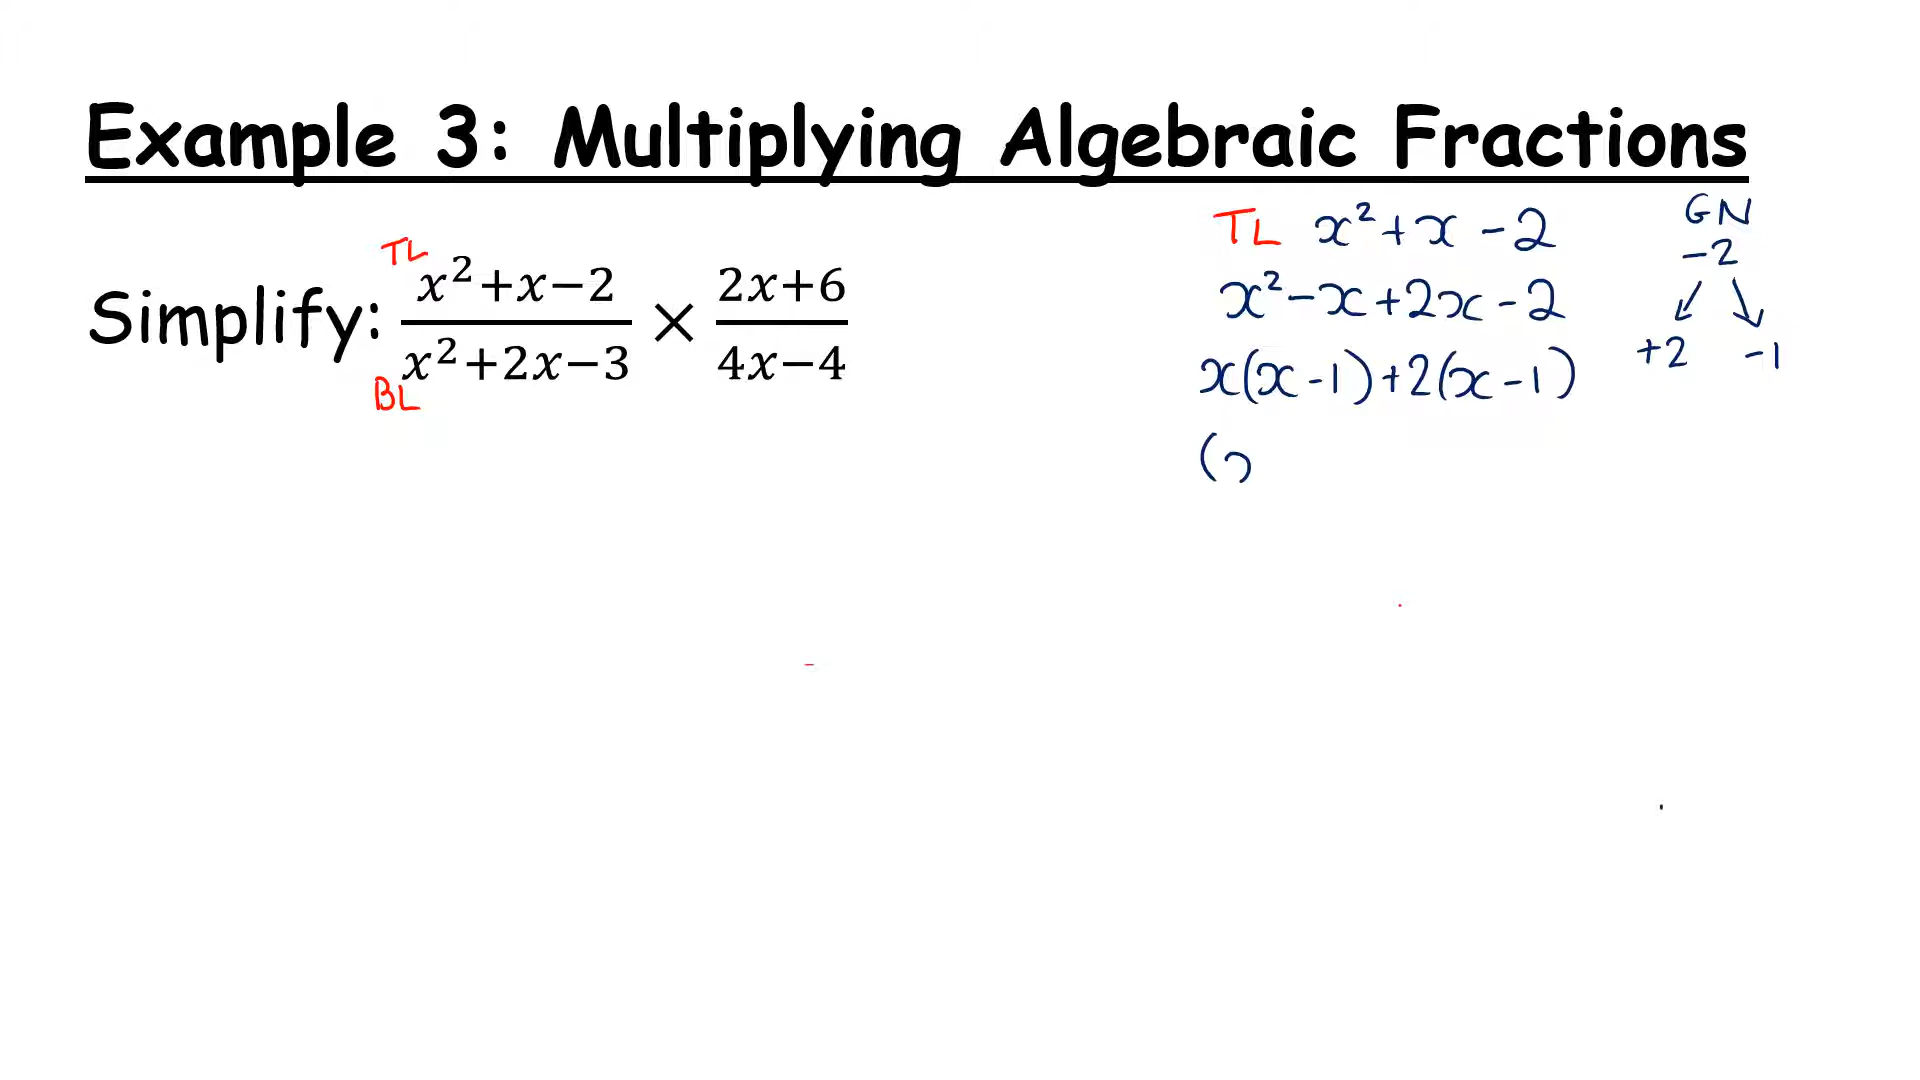 Example 3: Multiplying Algebraic Fractions
TL
Simplify: x²+x−2 / x²+2x−3 × 2x+6 / 4x−4
BL
TL x²+x−2
x²−x+2x−2
x(x−1)+2(x−1)
(
GN
−2
+2 −1